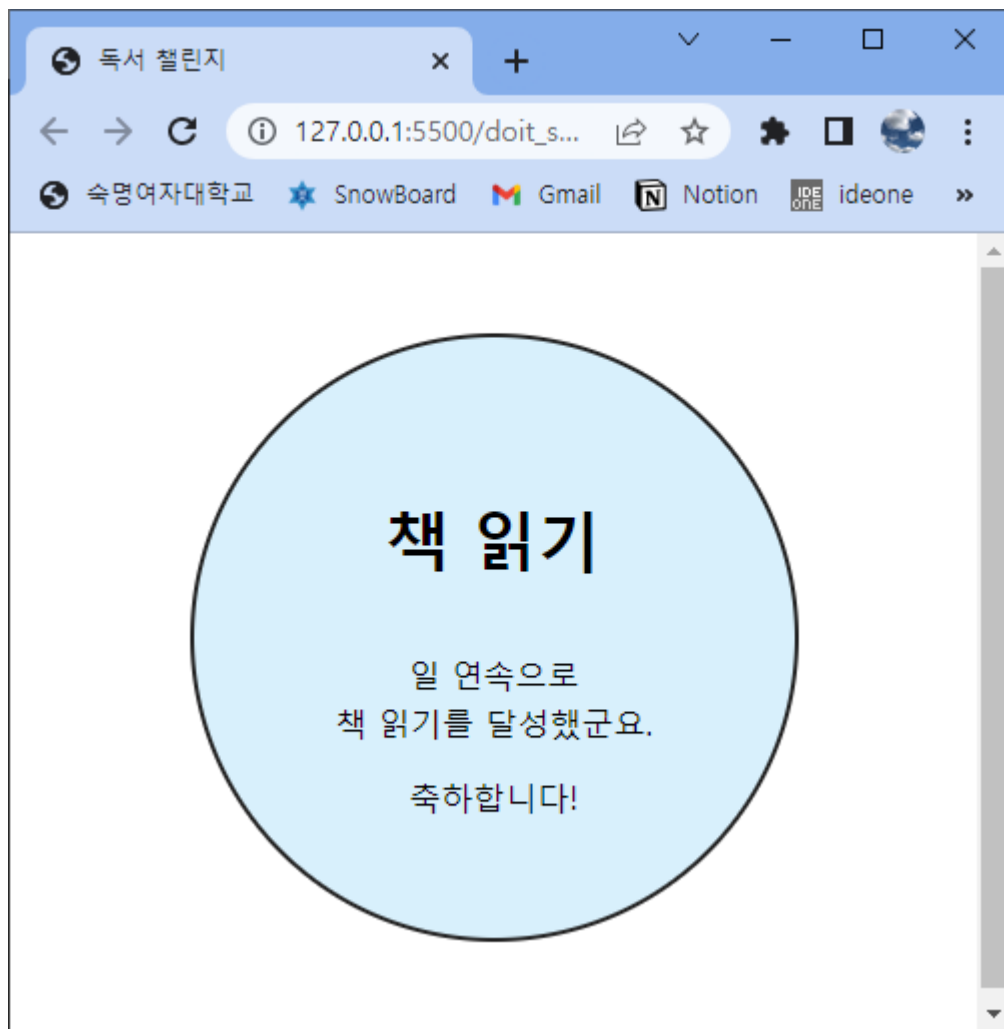 독서 챌린지
127.0.0.1:5500/doit_s...
숙명여자대학교 SnowBoard Gmail Notion ideone
책 읽기
일 연속으로
책 읽기를 달성했군요.
축하합니다!